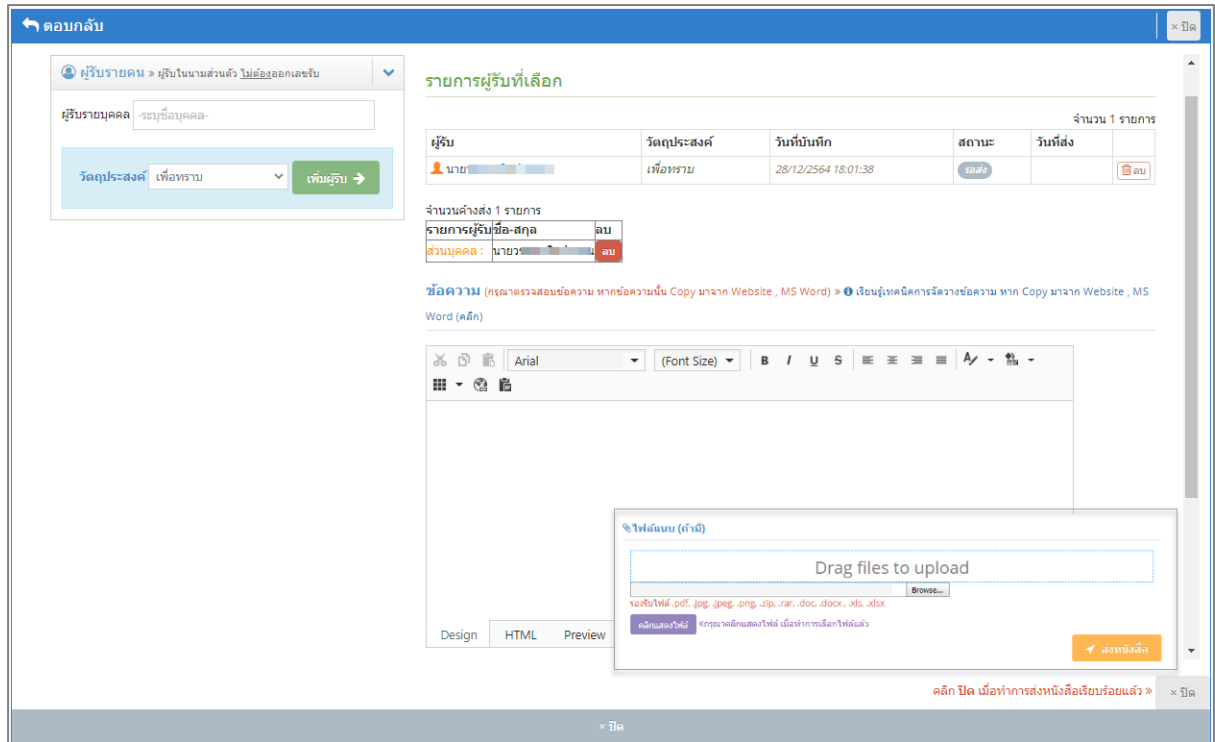 ตอบกลับ
× ปิด
ผู้รับรายคน » ผู้รับในนามส่วนตัว ไม่ต้องออกเลขรับ
ผู้รับรายบุคคล -ระบุชื่อบุคคล-
วัตถุประสงค์ เพื่อทราบ เพิ่มผู้รับ
รายการผู้รับที่เลือก
จำนวน 1 รายการ
ผู้รับ วัตถุประสงค์ วันที่บันทึก สถานะ วันที่ส่ง
นาย เพื่อทราบ 28/12/2564 18:01:38 รอส่ง ลบ
จำนวนค้างส่ง 1 รายการ
รายการผู้รับ ชื่อ-สกุล ลบ
ส่วนบุคคล : นายว ลบ
ข้อความ (กรุณาตรวจสอบข้อความ หากข้อความนั้น Copy มาจาก Website , MS Word) » เรียนรู้เทคนิคการจัดวางข้อความ หาก Copy มาจาก Website , MS
Word (คลิก)
Arial (Font Size) B I U S
Design HTML Preview
ไฟล์แนบ (ถ้ามี)
Drag files to upload
Browse...
รองรับไฟล์ .pdf, .jpg, .jpeg, .png, .zip, .rar, .doc, .docx , .xls, .xlsx
คลิกแสดงไฟล์ «กรุณาคลิกแสดงไฟล์ เมื่อทำการเลือกไฟล์แล้ว
ส่งหนังสือ
คลิก ปิด เมื่อทำการส่งหนังสือเรียบร้อยแล้ว » × ปิด
× ปิด